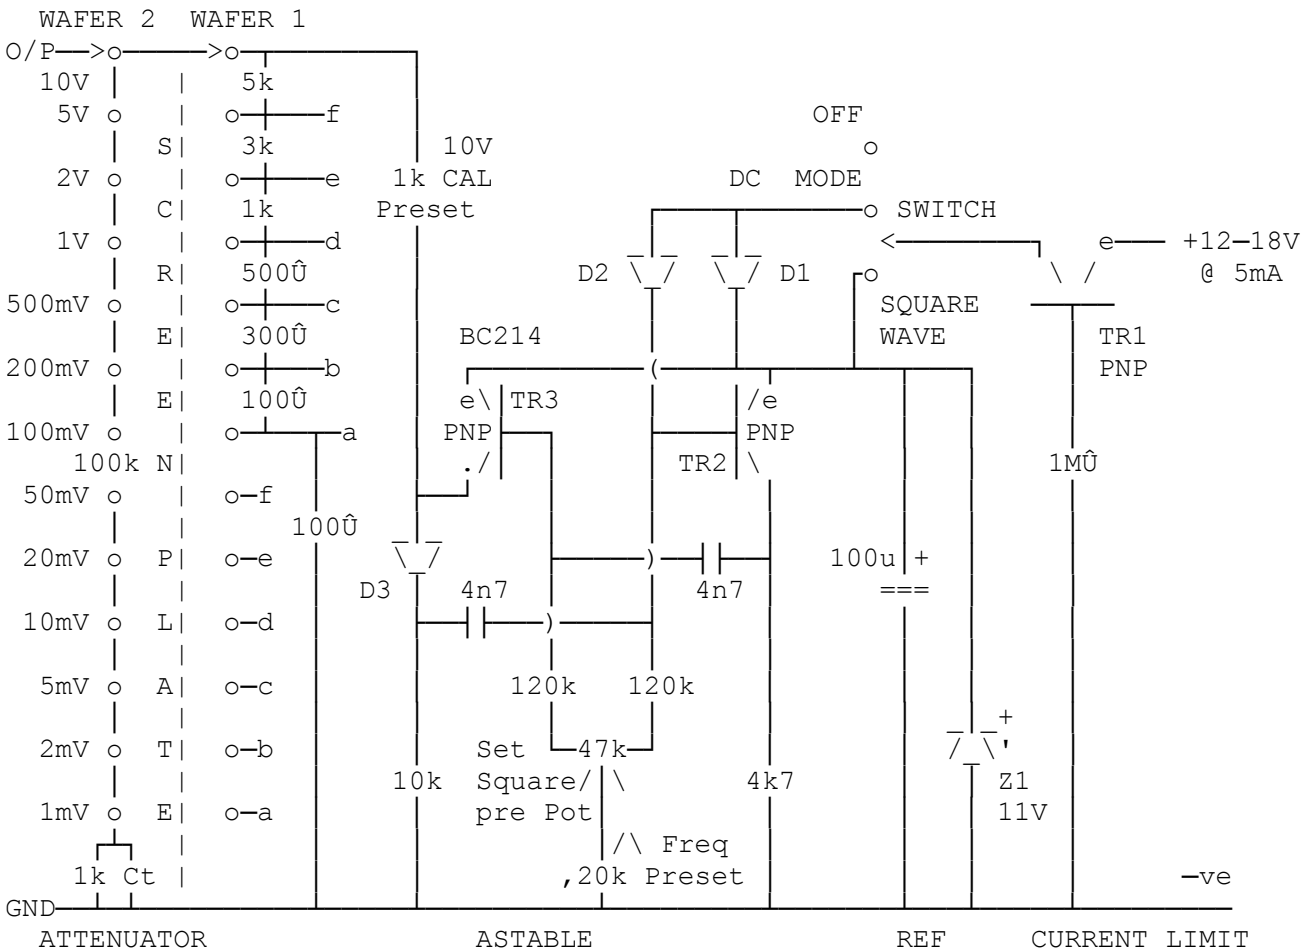 WAFER 2 WAFER 1
O/P >o >o
10V | 5k
5V o o f OFF
S| 3k 10V o
2V o | o e 1k CAL DC MODE
C| 1k Preset o SWITCH
1V o | o d < e +12-18V
R| 500Û D2 D1 o @ 5mA
500mV o | o c SQUARE
E| 300Û BC214 WAVE TR1
200mV o | o b ( PNP
E| 100Û e\ TR3 /e
100mV o | o a PNP PNP
100k N| ./ TR2 \ 1MÛ
50mV o | o-f
100Û
20mV o P| o-e ) 100u +
D3 4n7 4n7 ===
10mV o L| o-d )
5mV o A| o-c 120k 120k
+
2mV o T| o-b Set 47k '
| 10k Square/ \ 4k7 Z1
1mV o E| o-a pre Pot 11V
/\ Freq
1k Ct | ,20k Preset -ve
GND
ATTENUATOR ASTABLE REF CURRENT LIMIT